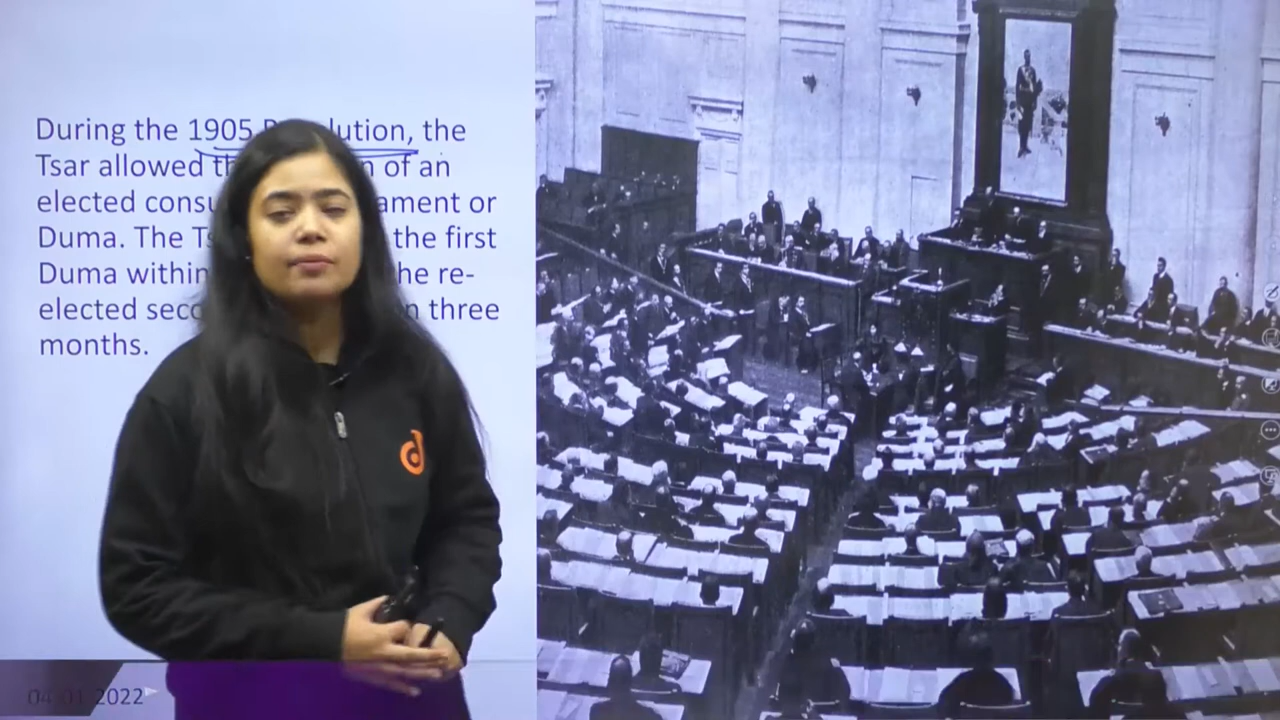 During the 1905 Revolution, the
Tsar allowed th n of an
elected consu ament or
Duma. The Ts the first
Duma within he re-
elected seco n three
months.
04.01.2022